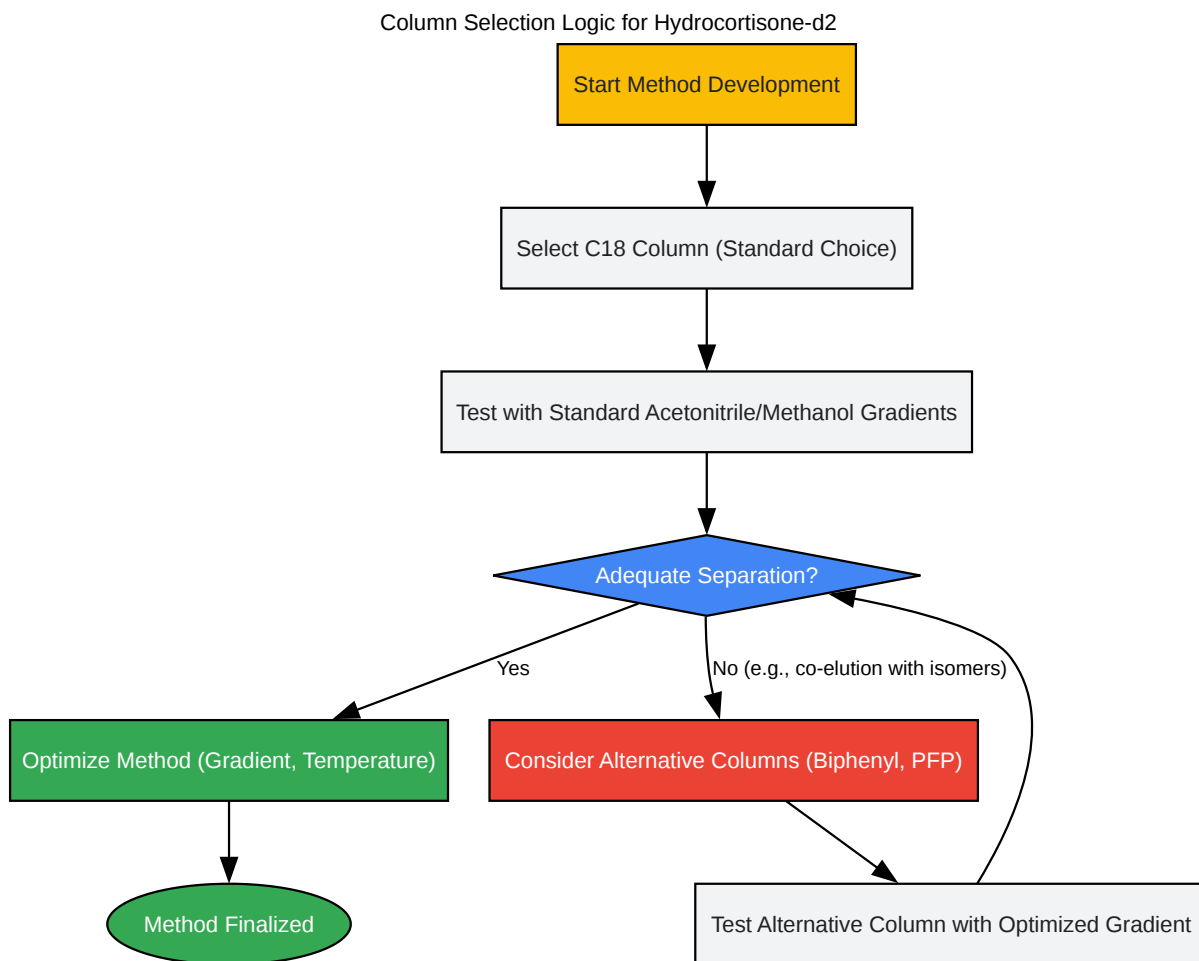 Column Selection Logic for Hydrocortisone-d2
Start Method Development
Select C18 Column (Standard Choice)
Test with Standard Acetonitrile/Methanol Gradients
Adequate Separation?
Yes
No (e.g., co-elution with isomers)
Optimize Method (Gradient, Temperature)
Consider Alternative Columns (Biphenyl, PFP)
Method Finalized
Test Alternative Column with Optimized Gradient